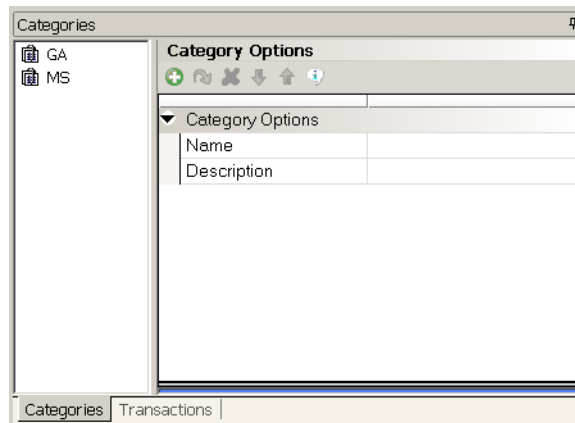 Categories
GA
MS
Category Options
Category Options
Name
Description
Categories
Transactions